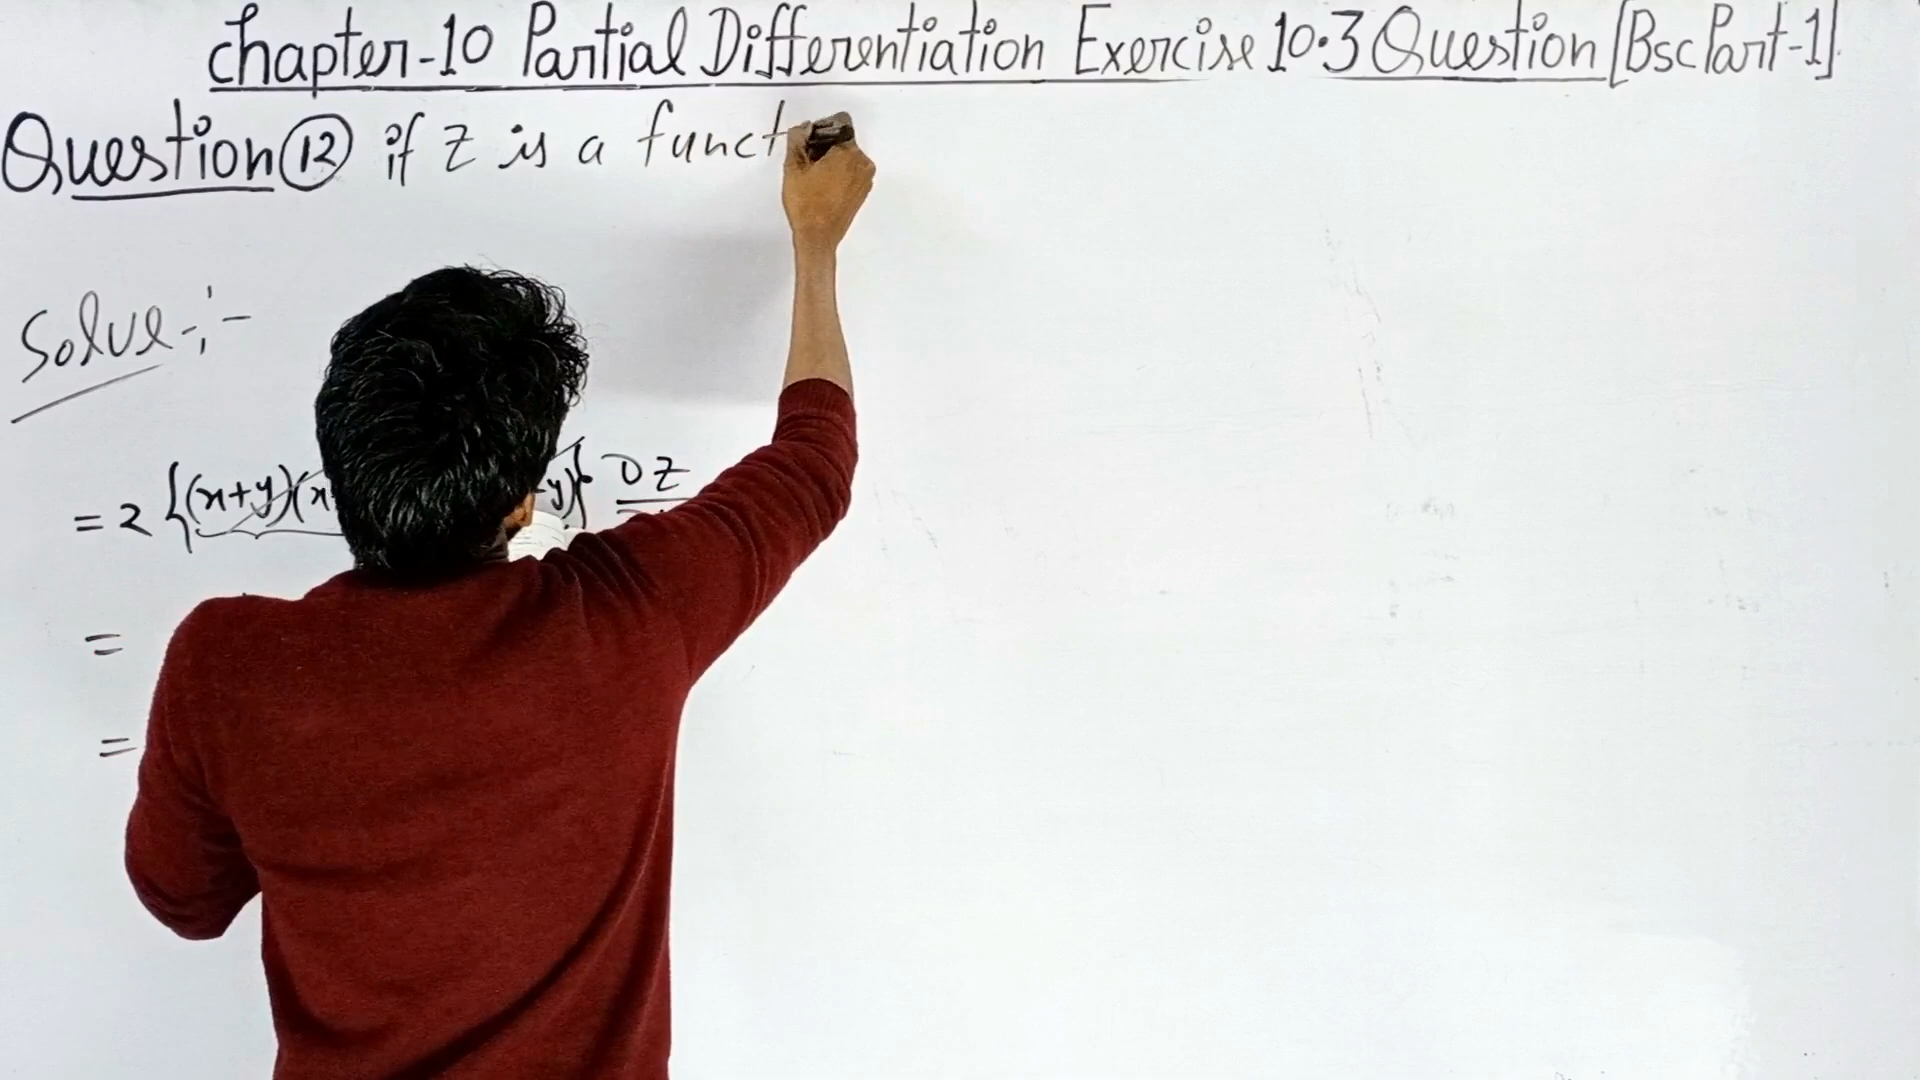 Chapter-10 Partial Differentiation Exercise 10.3 Question [Bsc Part-1]
Question 12 if z is a funct
Solve :-
= 2 {(x+y)(x y)} ∂z
=
=